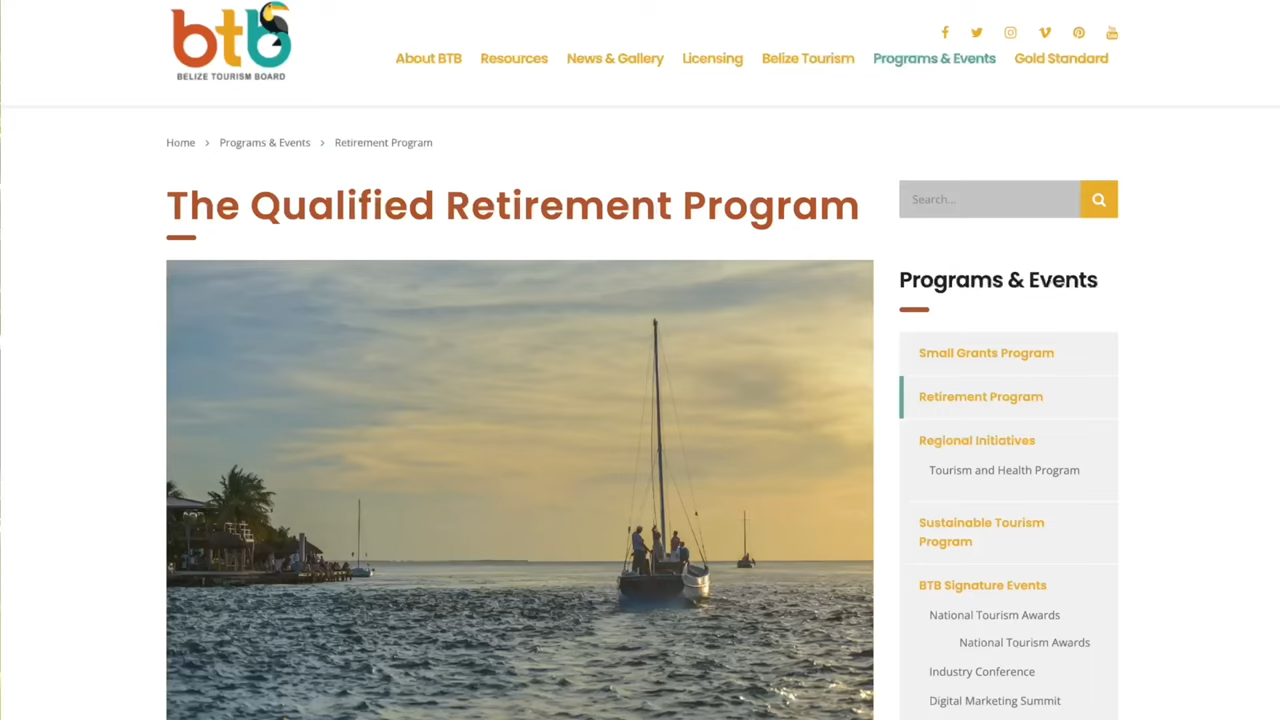 btb
BELIZE TOURISM BOARD
About BTB Resources News & Gallery Licensing Belize Tourism Programs & Events Gold Standard
Home > Programs & Events > Retirement Program
The Qualified Retirement Program
Search...
Programs & Events
Small Grants Program
Retirement Program
Regional Initiatives
Tourism and Health Program
Sustainable Tourism
Program
BTB Signature Events
National Tourism Awards
National Tourism Awards
Industry Conference
Digital Marketing Summit